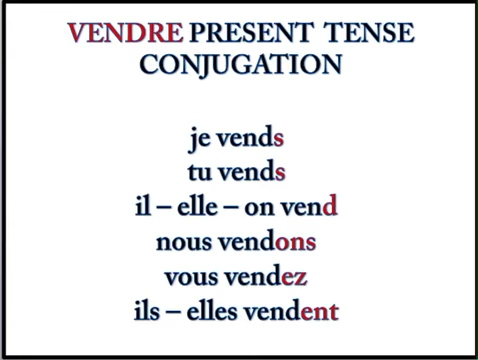 VENDRE PRESENT TENSE
CONJUGATION
je vends
tu vends
il – elle – on vend
nous vendons
vous vendez
ils – elles vendent